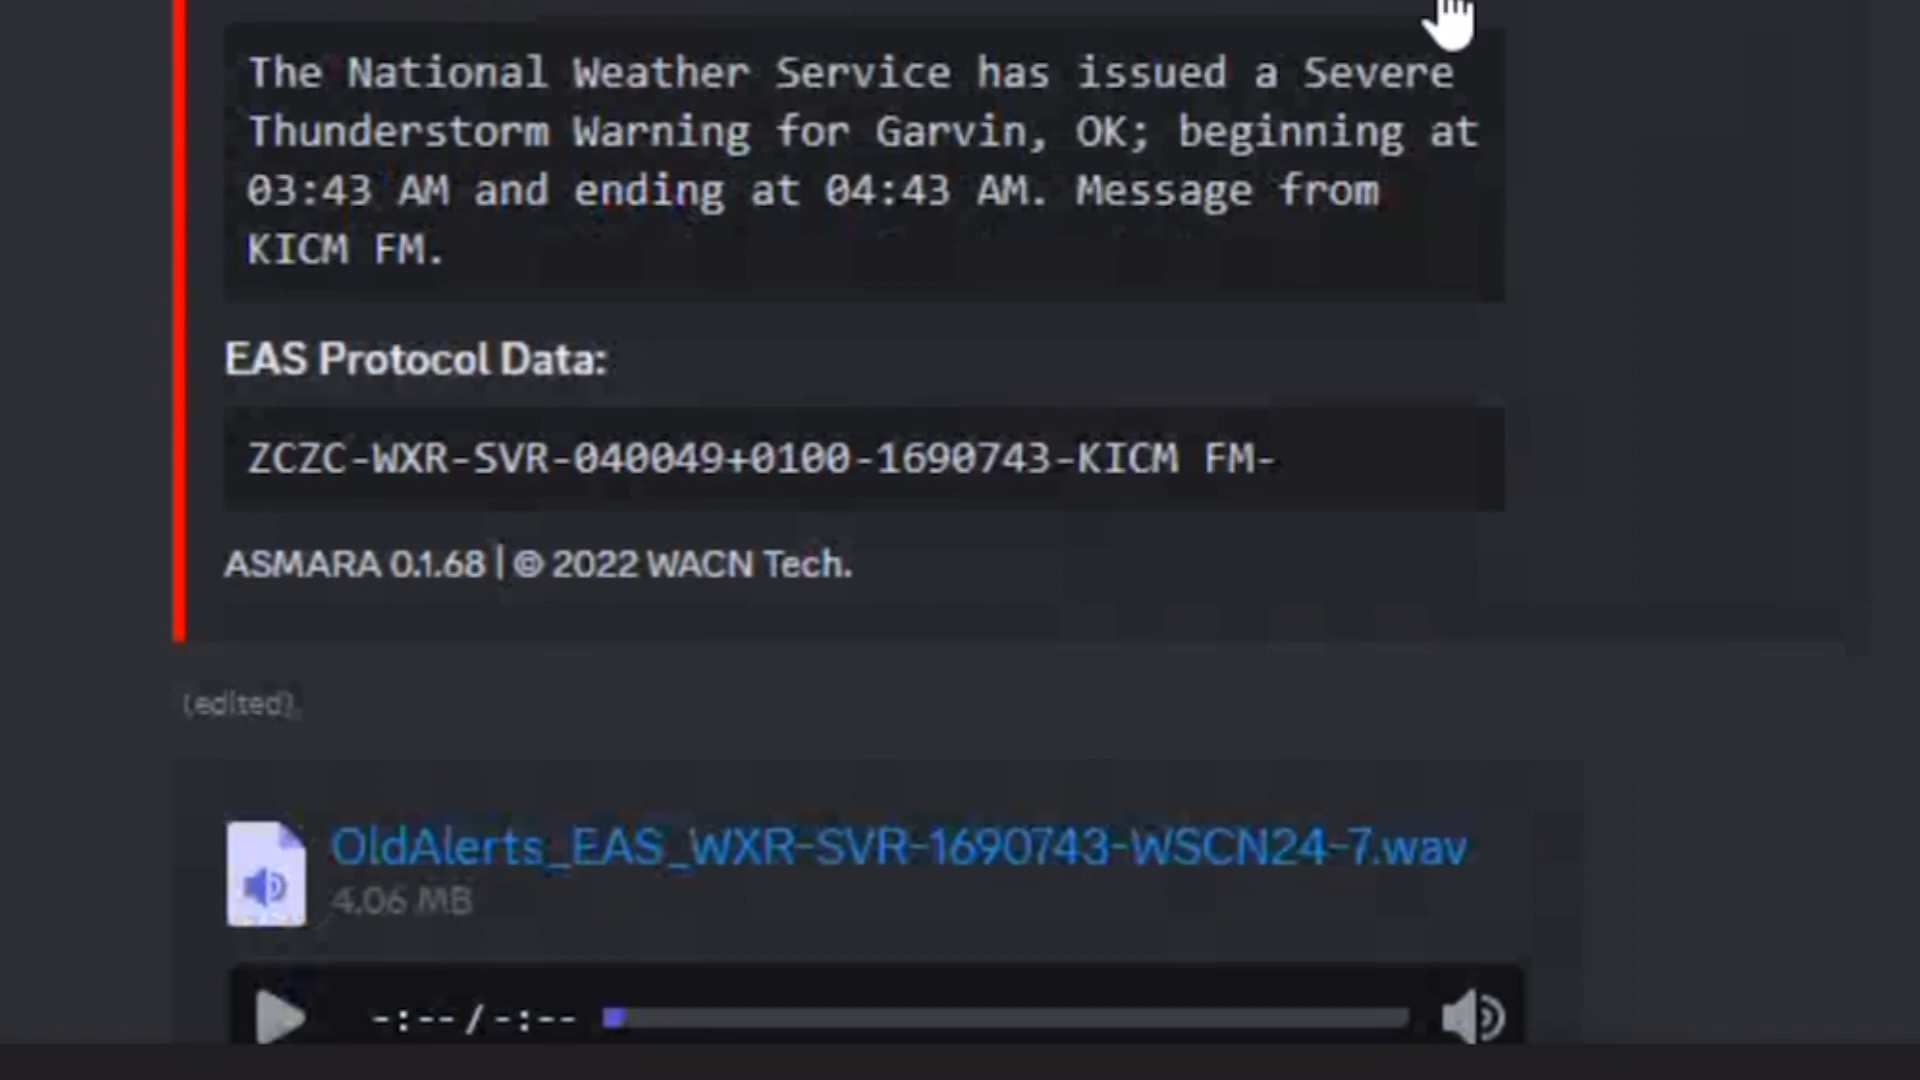 The National Weather Service has issued a Severe
Thunderstorm Warning for Garvin, OK; beginning at
03:43 AM and ending at 04:43 AM. Message from
KICM FM.
EAS Protocol Data:
ZCZC-WXR-SVR-040049+0100-1690743-KICM FM-
ASMARA 0.1.68 | © 2022 WACN Tech.
(edited)
OldAlerts_EAS_WXR-SVR-1690743-WSCN24-7.wav
4.06 MB
-:-- / -:--